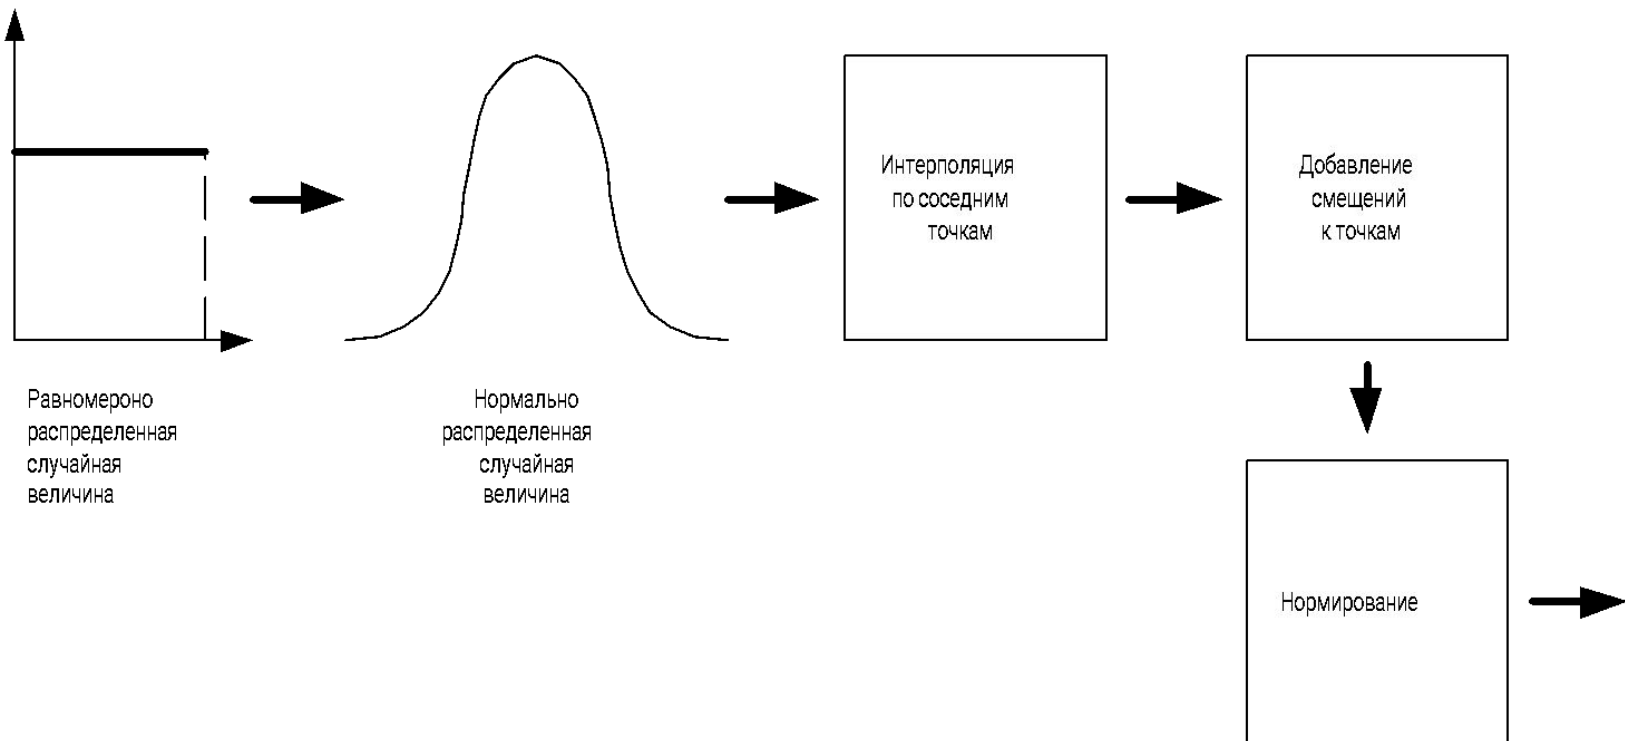 Интерполяция
по соседним
точкам
Добавление
смещений
к точкам
Равномероно
распределенная
случайная
величина
Нормально
распределенная
случайная
величина
Нормирование